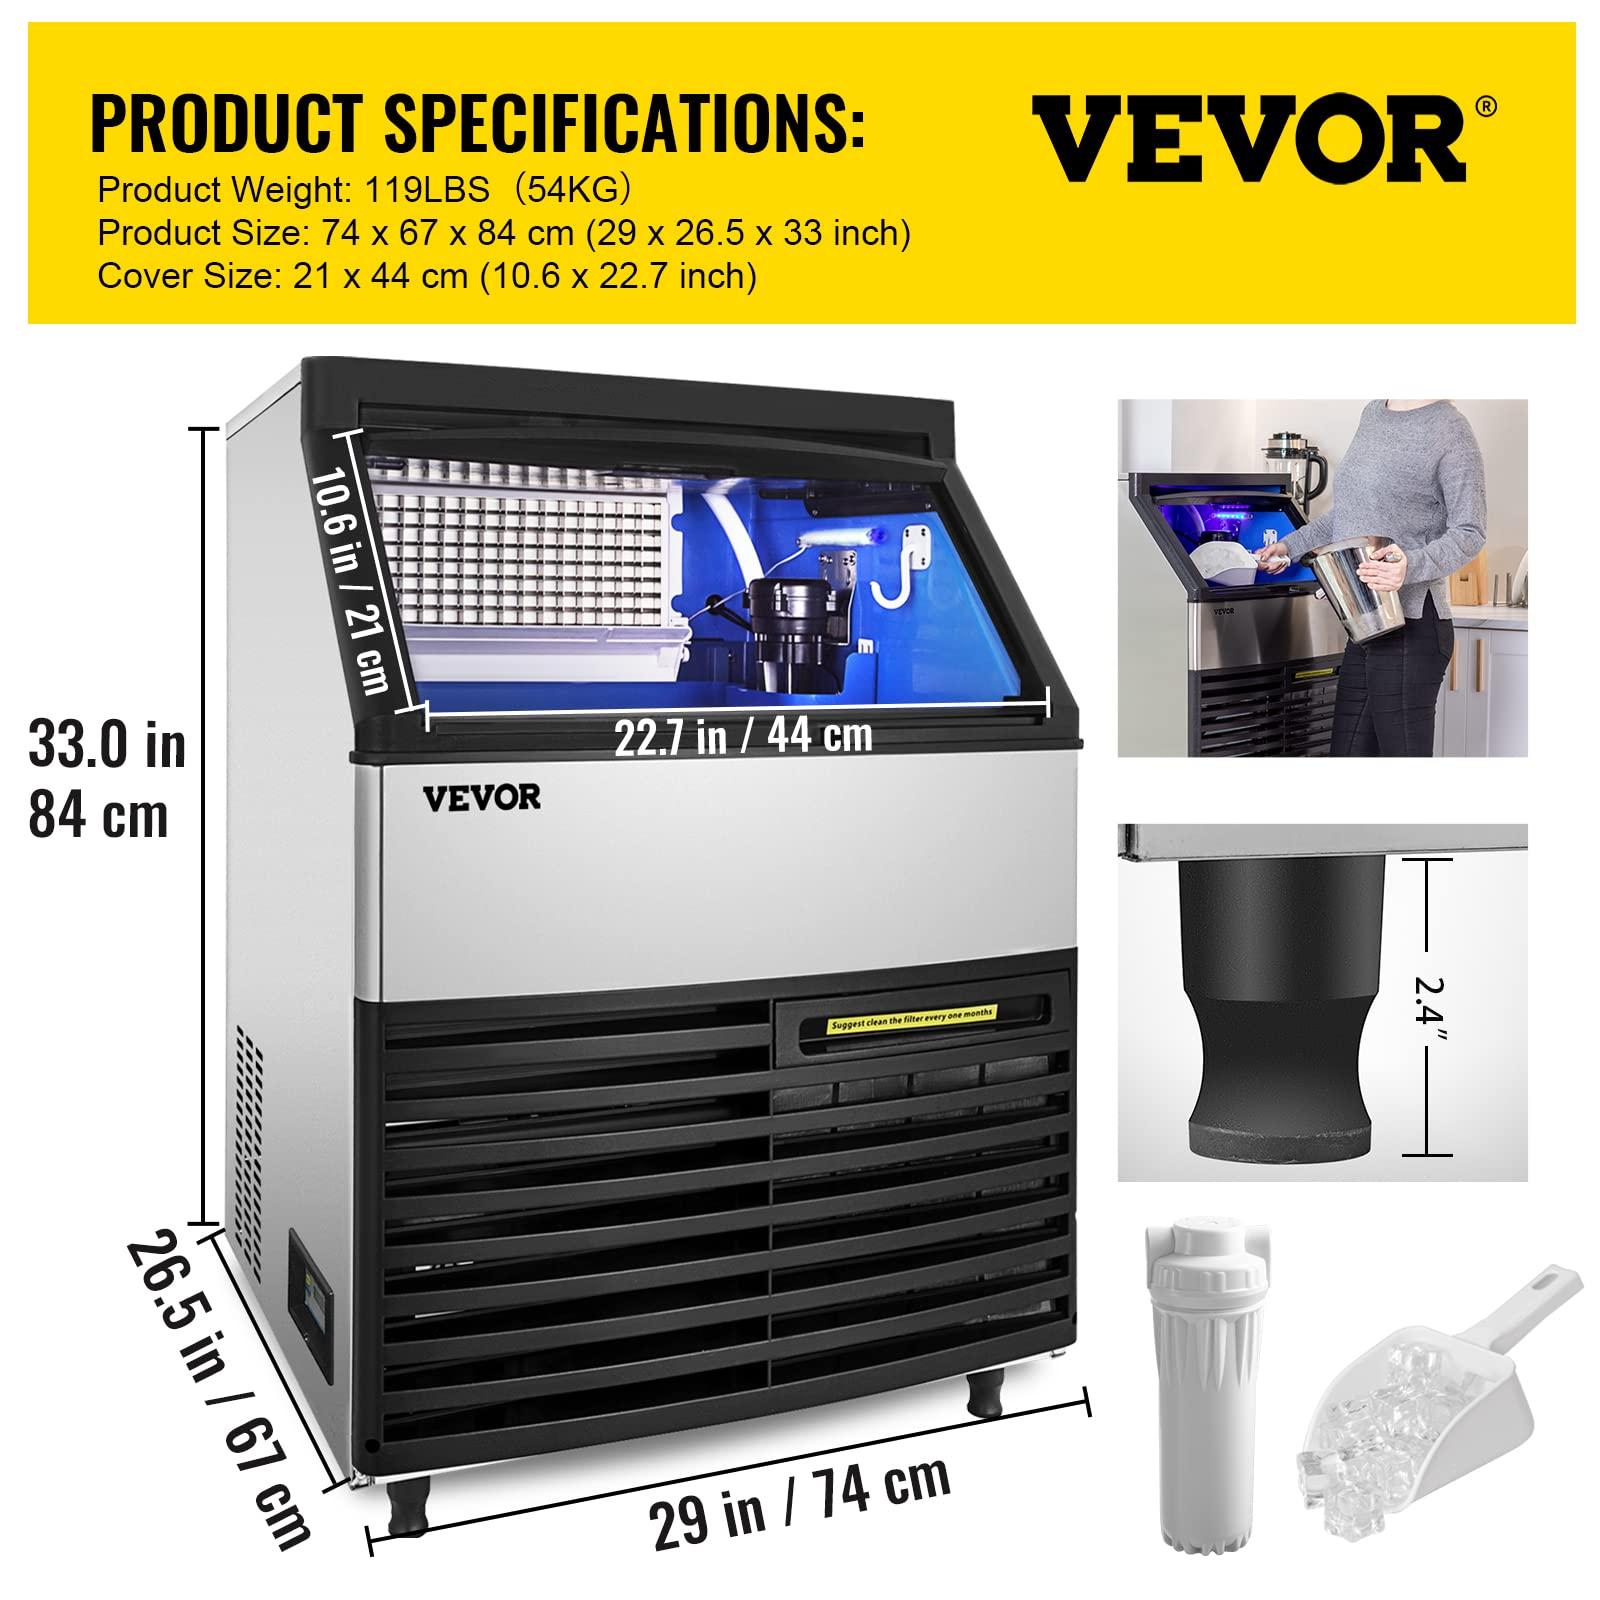 PRODUCT SPECIFICATIONS:
VEVOR®
Product Weight: 119LBS（54KG）
Product Size: 74 x 67 x 84 cm (29 x 26.5 x 33 inch)
Cover Size: 21 x 44 cm (10.6 x 22.7 inch)
10.6 in / 21 cm
22.7 in / 44 cm
33.0 in
84 cm
VEVOR
VEVOR
Suggest clean the filter every one months
2.4”
26.5 in / 67 cm
29 in / 74 cm